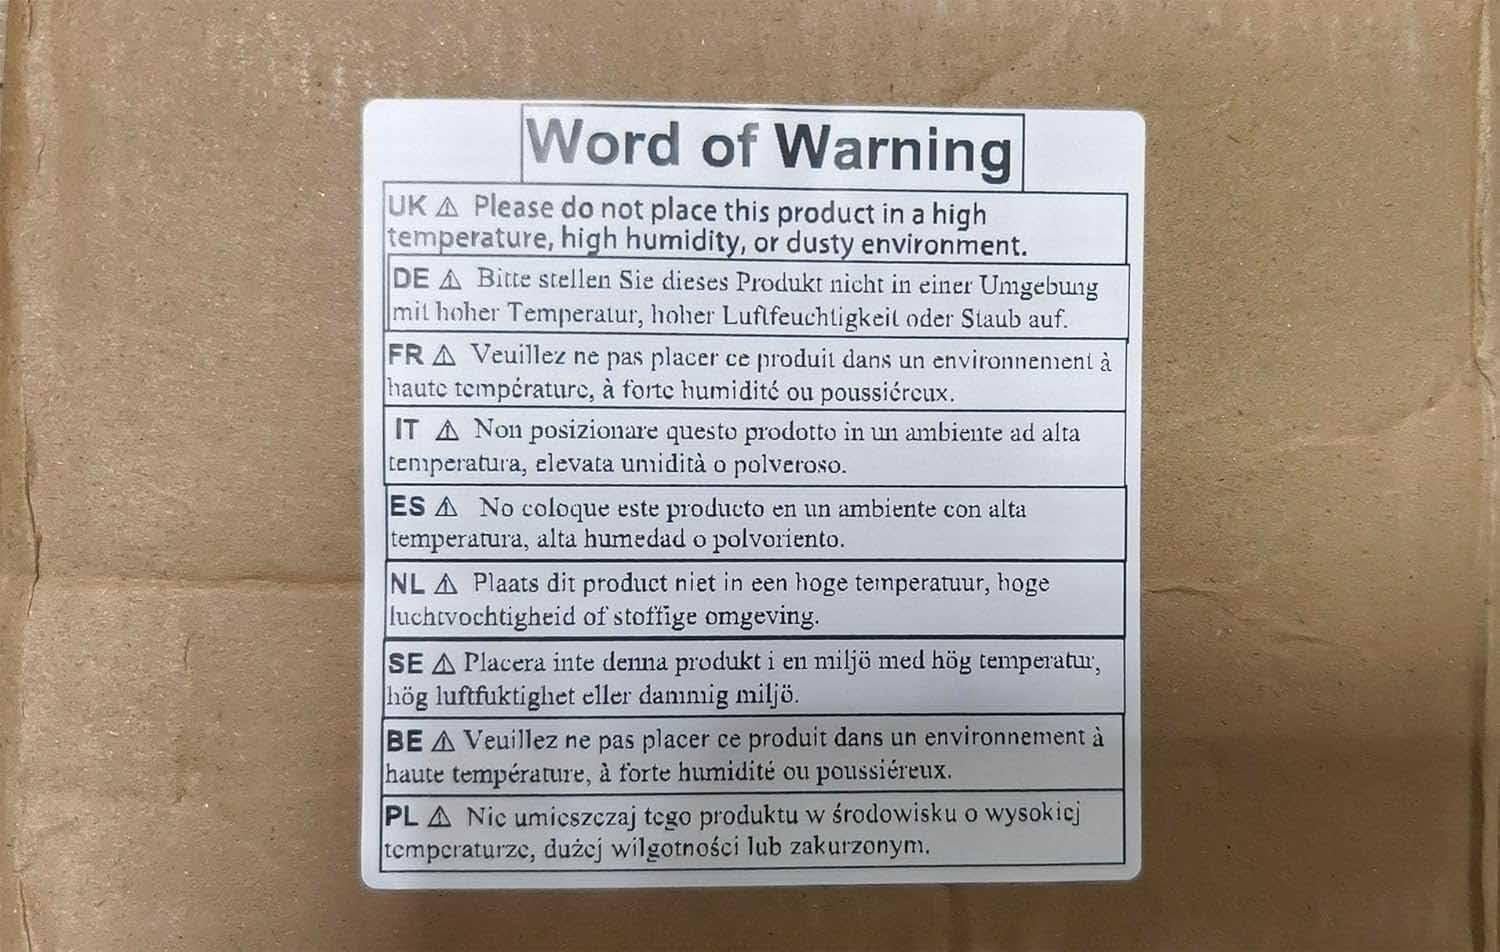 Word of Warning
UK ⚠ Please do not place this product in a high
temperature, high humidity, or dusty environment.
DE ⚠ Bitte stellen Sie dieses Produkt nicht in einer Umgebung
mit hoher Temperatur, hoher Luftfeuchtigkeit oder Staub auf.
FR ⚠ Veuillez ne pas placer ce produit dans un environnement à
haute température, à forte humidité ou poussiéreux.
IT ⚠ Non posizionare questo prodotto in un ambiente ad alta
temperatura, elevata umidità o polveroso.
ES ⚠ No coloque este producto en un ambiente con alta
temperatura, alta humedad o polvoriento.
NL ⚠ Plaats dit product niet in een hoge temperatuur, hoge
luchtvochtigheid of stoffige omgeving.
SE ⚠ Placera inte denna produkt i en miljö med hög temperatur,
hög luftfuktighet eller dammig miljö.
BE ⚠ Veuillez ne pas placer ce produit dans un environnement à
haute température, à forte humidité ou poussiéreux.
PL ⚠ Nie umieszczaj tego produktu w środowisku o wysokiej
temperaturze, dużej wilgotności lub zakurzonym.